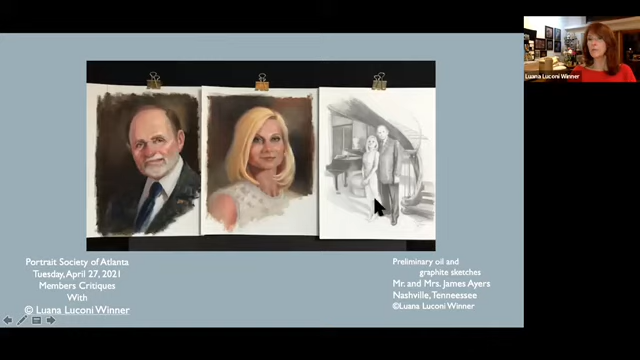 Luana Luconi Winner
Portrait Society of Atlanta
Tuesday, April 27, 2021
Members Critiques
With
© Luana Luconi Winner
Preliminary oil and
graphite sketches
Mr. and Mrs. James Ayers
Nashville, Tenneessee
©Luana Luconi Winner